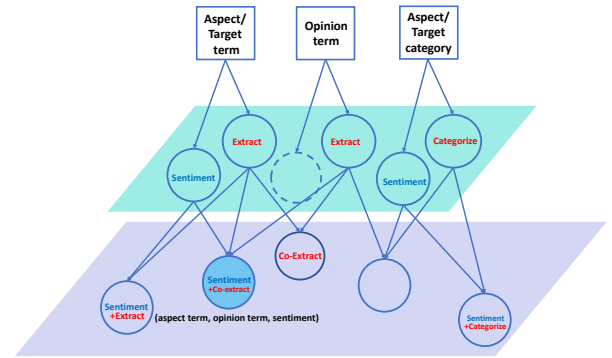 Aspect/
Target
term
Opinion
term
Aspect/
Target
category
Extract
Extract
Categorize
Sentiment
Sentiment
Co-Extract
Sentiment
+Co-extract
Sentiment
+Extract
(aspect term, opinion term, sentiment)
Sentiment
+Categorize